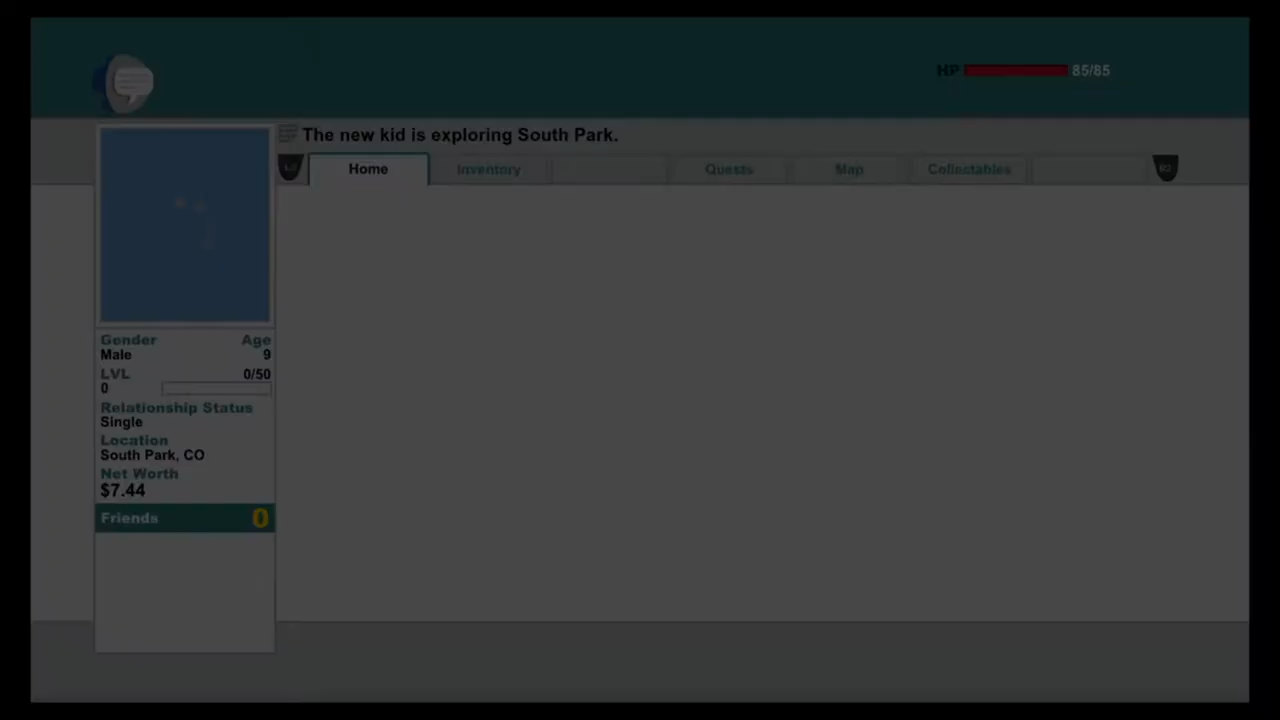 HP 85/85
The new kid is exploring South Park.
Home Inventory Quests Map Collectables
Gender Age
Male 9
LVL 0/50
0
Relationship Status
Single
Location
South Park, CO
Net Worth
$7.44
Friends 0